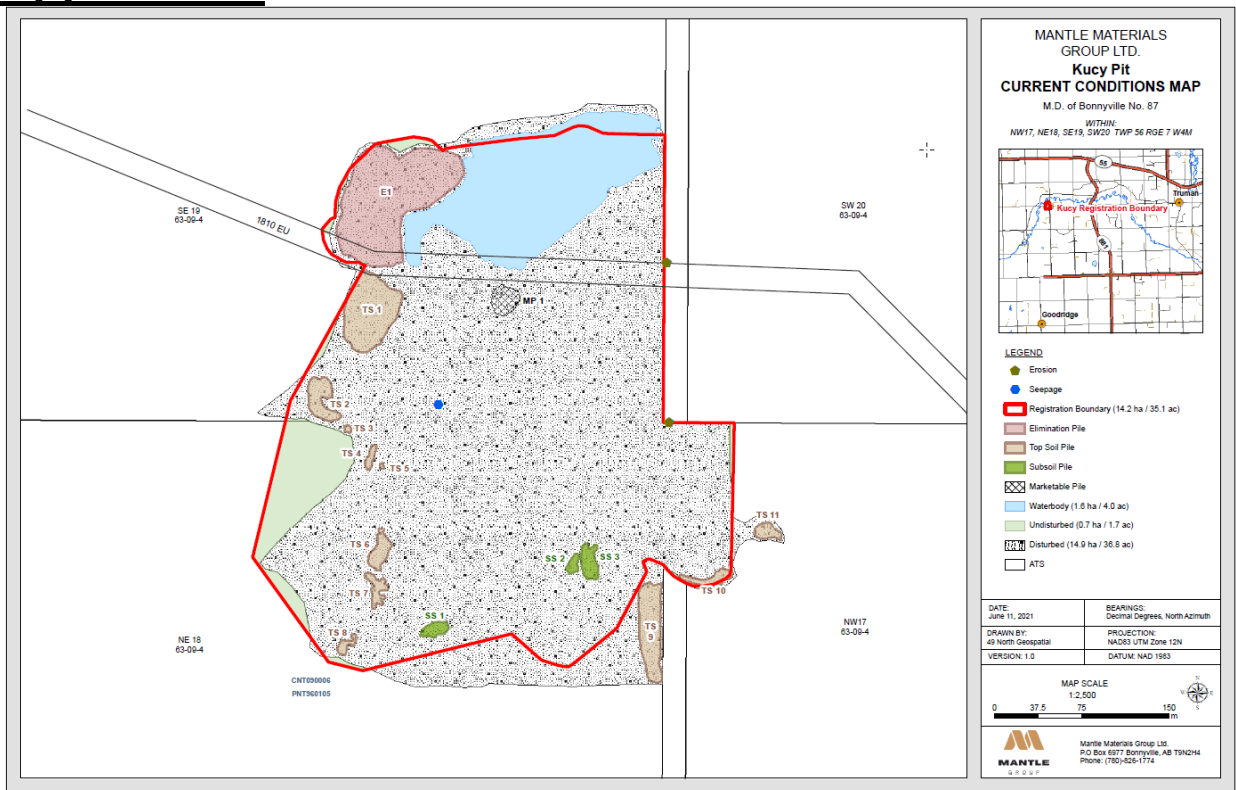 E1
SE 19
63-09-4
1810 EU
SW 20
63-09-4
TS 1
MP 1
TS 2
TS 3
TS 4
TS 5
TS 6
TS 7
TS 8
SS 1
SS 2
SS 3
TS
9
TS 10
TS 11
NE 18
63-09-4
NW17
63-09-4
CNT090006
PNT960105
MANTLE MATERIALS
GROUP LTD.
Kucy Pit
CURRENT CONDITIONS MAP
M.D. of Bonnyville No. 87
WITHIN:
NW17, NE18, SE19, SW20 TWP 56 RGE 7 W4M
55
Truman
Kucy Registration Boundary
881
Goodridge
LEGEND
Erosion
Seepage
Registration Boundary (14.2 ha / 35.1 ac)
Elimination Pile
Top Soil Pile
Subsoil Pile
Marketable Pile
Waterbody (1.6 ha / 4.0 ac)
Undisturbed (0.7 ha / 1.7 ac)
Disturbed (14.9 ha / 36.8 ac)
ATS
DATE:
June 11, 2021
BEARINGS:
Decimal Degrees, North Azimuth
DRAWN BY:
49 North Geospatial
PROJECTION:
NAD83 UTM Zone 12N
VERSION: 1.0
DATUM: NAD 1983
MAP SCALE
1:2,500
0 37.5 75 150
m
N
W E
S
MANTLE
GROUP
Mantle Materials Group Ltd.
P.O Box 6977 Bonnyville, AB T9N2H4
Phone: (780)-826-1774